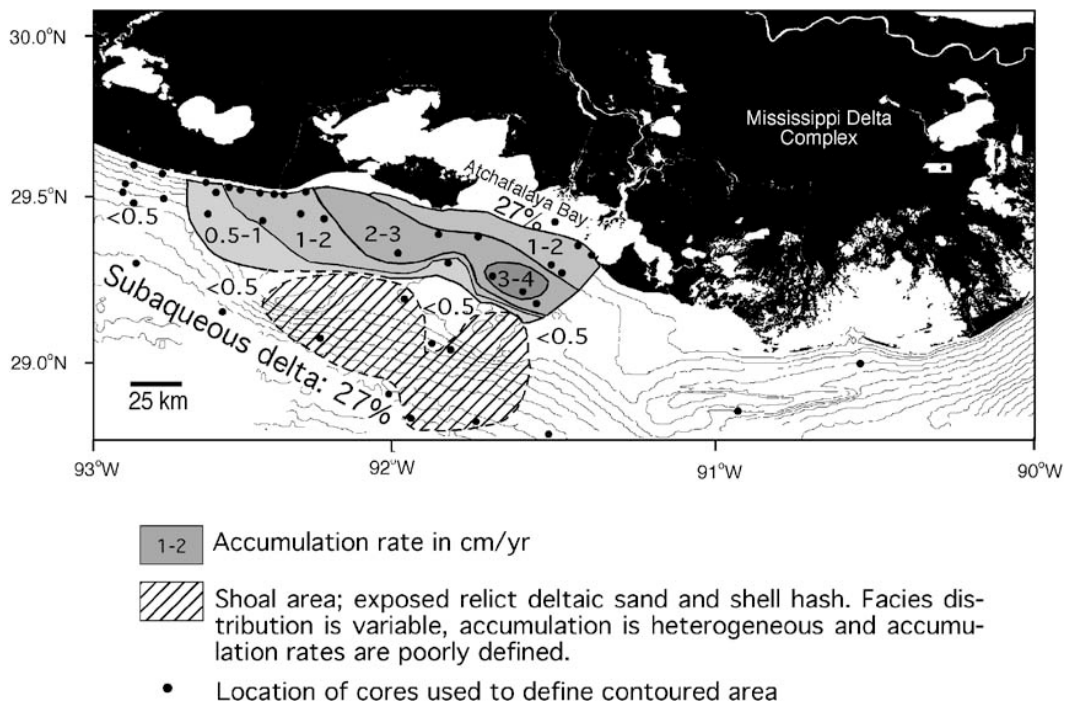 30.0°N
29.5°N
29.0°N
Mississippi Delta
Complex
Atchafalaya Bay
27%
<0.5
0.5-1
1-2
2-3
1-2
3-4
<0.5
<0.5
<0.5
Subaqueous delta: 27%
25 km
93°W
92°W
91°W
90°W
1-2
Accumulation rate in cm/yr
Shoal area; exposed relict deltaic sand and shell hash. Facies dis-
tribution is variable, accumulation is heterogeneous and accumu-
lation rates are poorly defined.
Location of cores used to define contoured area